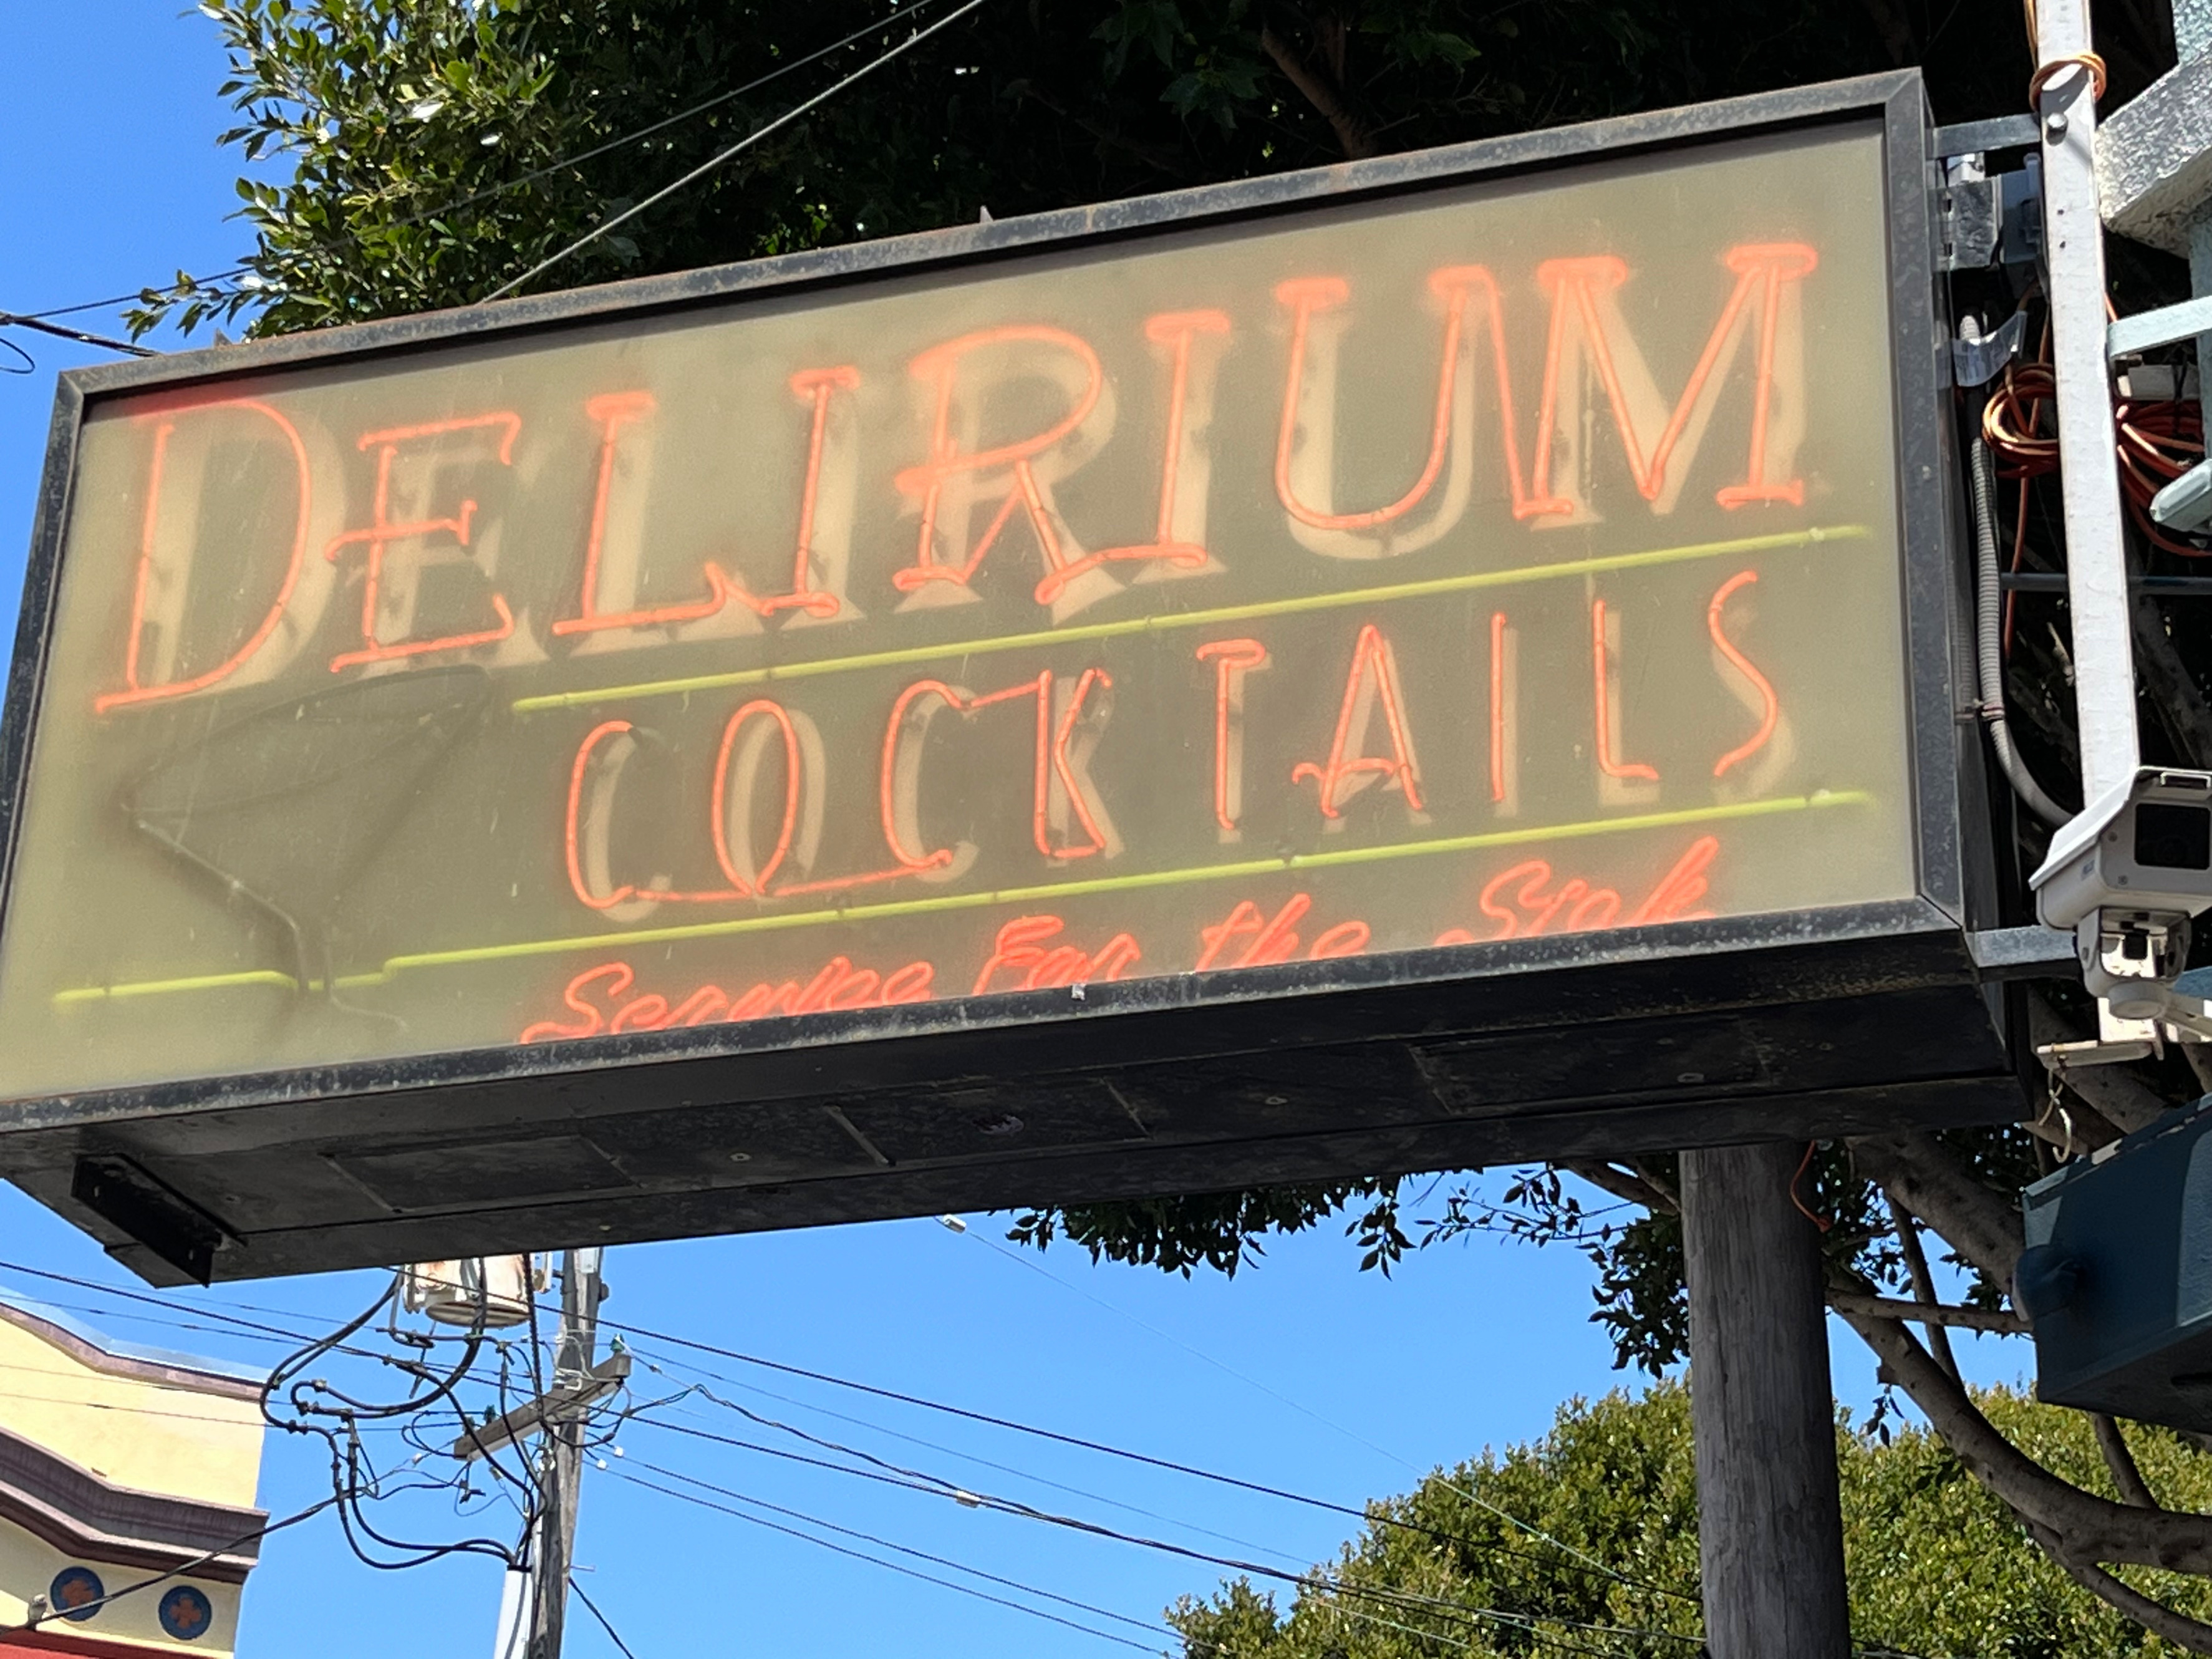 DELIRIUM
COCKTAILS
Service For the Sick